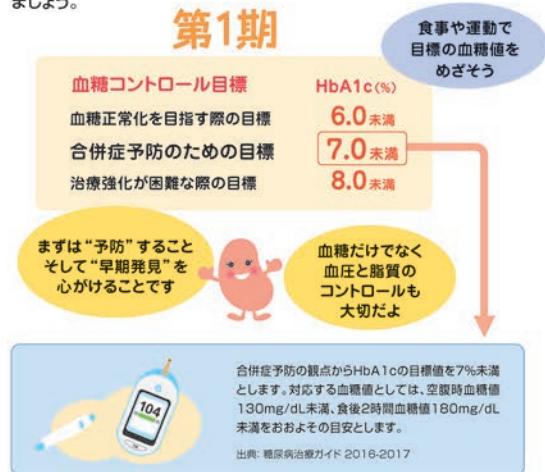 ましょう。
第1期
食事や運動で
目標の血糖値を
めざそう
血糖コントロール目標 HbA1c(%)
血糖正常化を目指す際の目標 6.0未満
合併症予防のための目標 7.0未満
治療強化が困難な際の目標 8.0未満
まずは“予防”すること
そして“早期発見”を
心がけることです
血糖だけでなく
血圧と脂質の
コントロールも
大切だよ
104
合併症予防の観点からHbA1cの目標値を7%未満
とします。対応する血糖値としては、空腹時血糖値
130mg/dL未満、食後2時間血糖値180mg/dL
未満をおおよその目安とします。
出典: 糖尿病治療ガイド 2016-2017